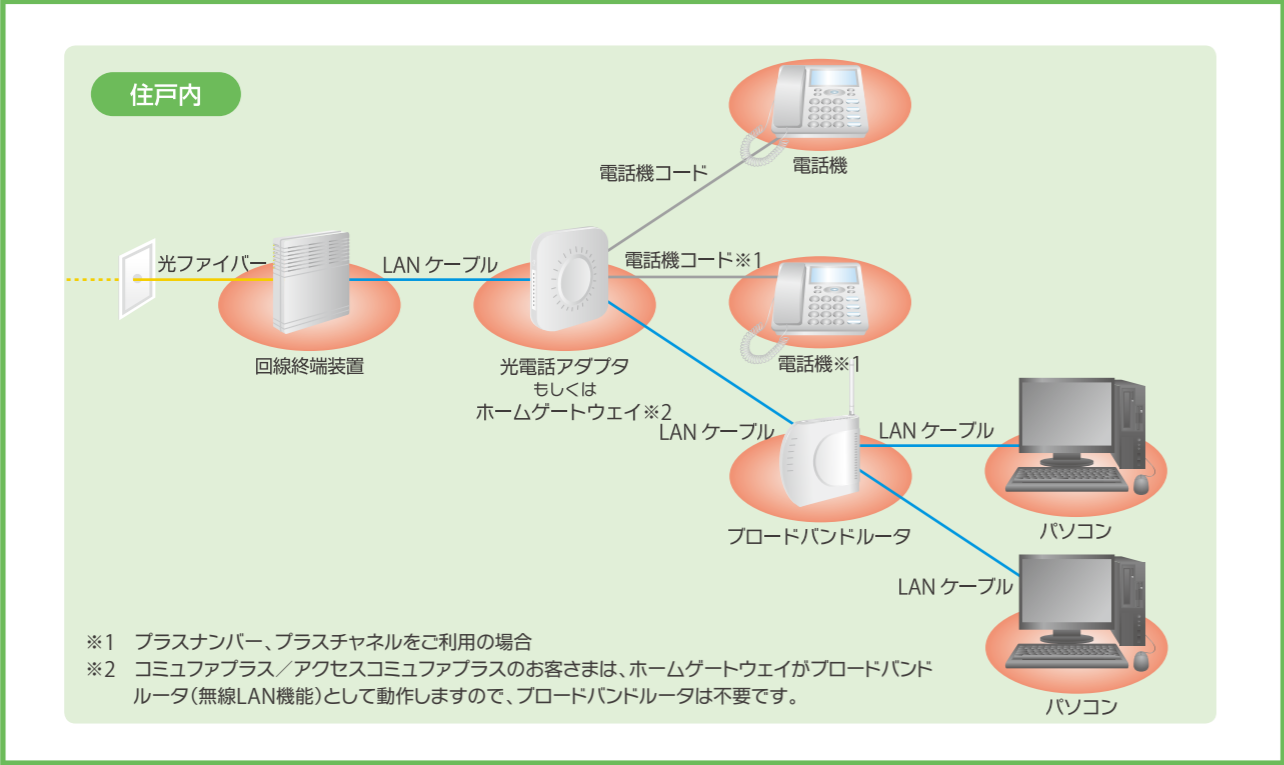 住戸内
電話機コード
電話機
光ファイバー
LAN ケーブル
電話機コード※1
回線終端装置
光電話アダプタ
もしくは
ホームゲートウェイ※2
電話機※1
LAN ケーブル
LAN ケーブル
ブロードバンドルータ
パソコン
LAN ケーブル
パソコン
※1 プラスナンバー、プラスチャネルをご利用の場合
※2 コミュファプラス／アクセスコミュファプラスのお客さまは、ホームゲートウェイがブロードバンド
ルータ（無線LAN機能）として動作しますので、ブロードバンドルータは不要です。